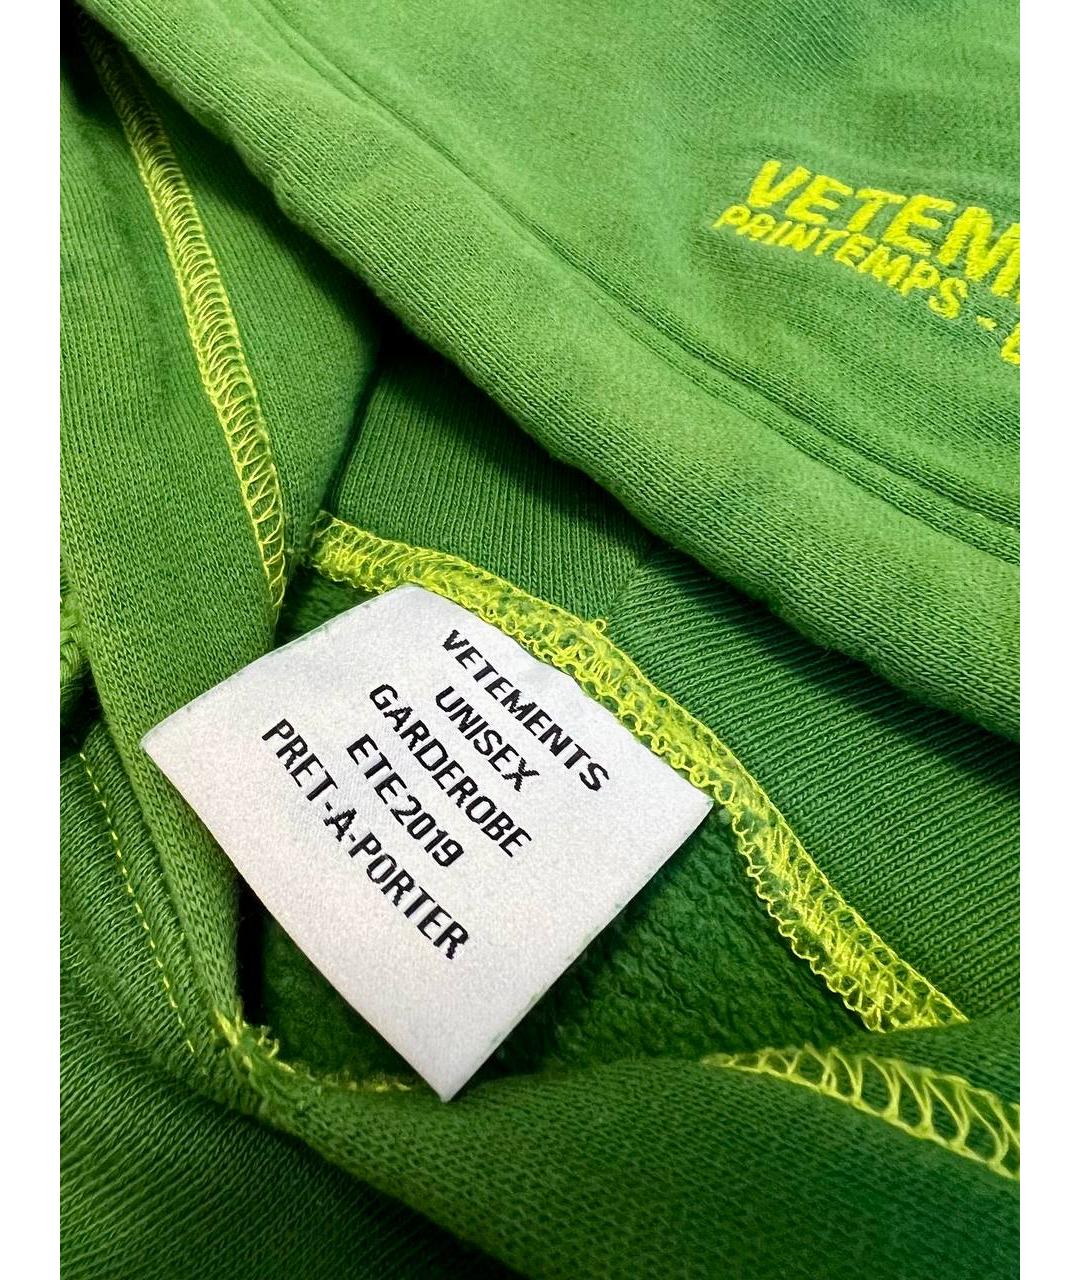 VETEM
PRINTEMPS -
VETEMENTS
UNISEX
GARDEROBE
ETE2019
PRET-A-PORTER